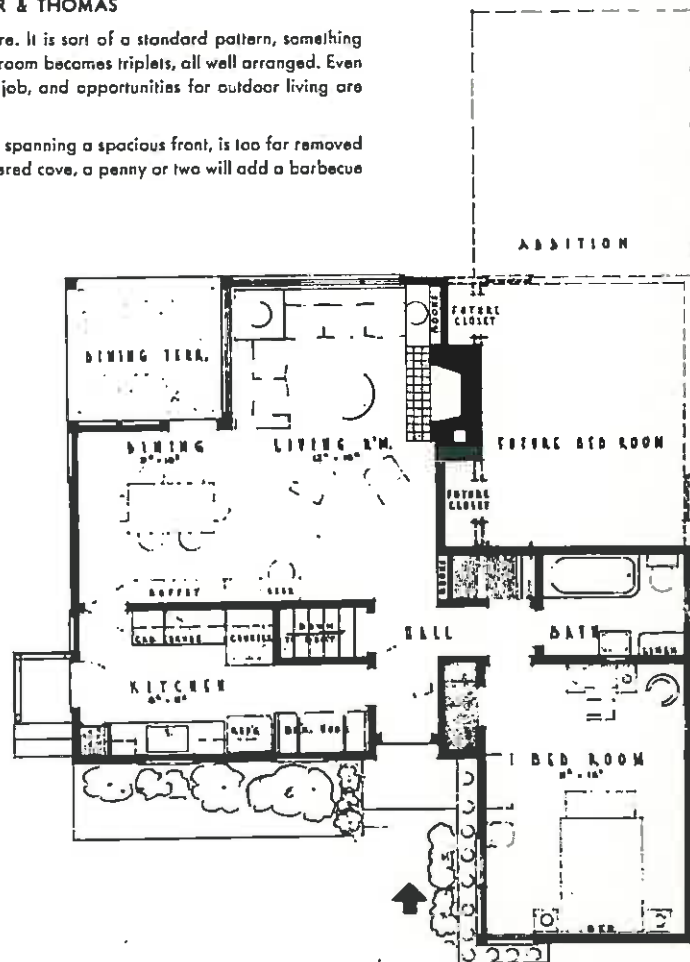 R & THOMAS
re. It is sort of a standard pattern, something
room becomes triplets, all well arranged. Even
job, and opportunities for outdoor living are
spanning a spacious front, is too far removed
ered cove, a penny or two will add a barbecue
ADDITION
BOOKS
FUTURE
CLOSET
DINING TERR.
DINING
LIVING R'M.
FUTURE BED ROOM
FUTURE
CLOSET
BUFFET
DESK
BOOKS
DOWN
HALL
BATH
LINEN
KITCHEN
REF'G
BED ROOM
BED